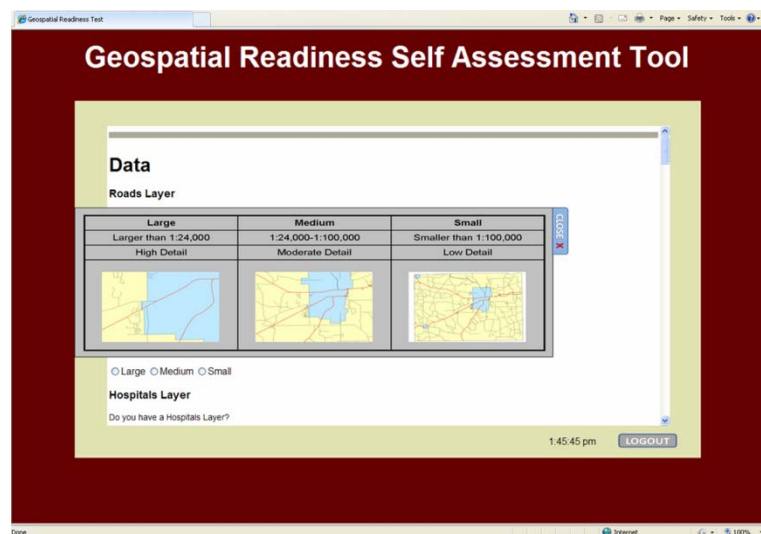 Geospatial Readiness Test
Page Safety Tools
Geospatial Readiness Self Assessment Tool
Data
Roads Layer
Large Medium Small
Larger than 1:24,000 1:24,000-1:100,000 Smaller than 1:100,000
High Detail Moderate Detail Low Detail
CLOSE X
Large Medium Small
Hospitals Layer
Do you have a Hospitals Layer?
1:45:45 pm LOGOUT
Done Internet 100%